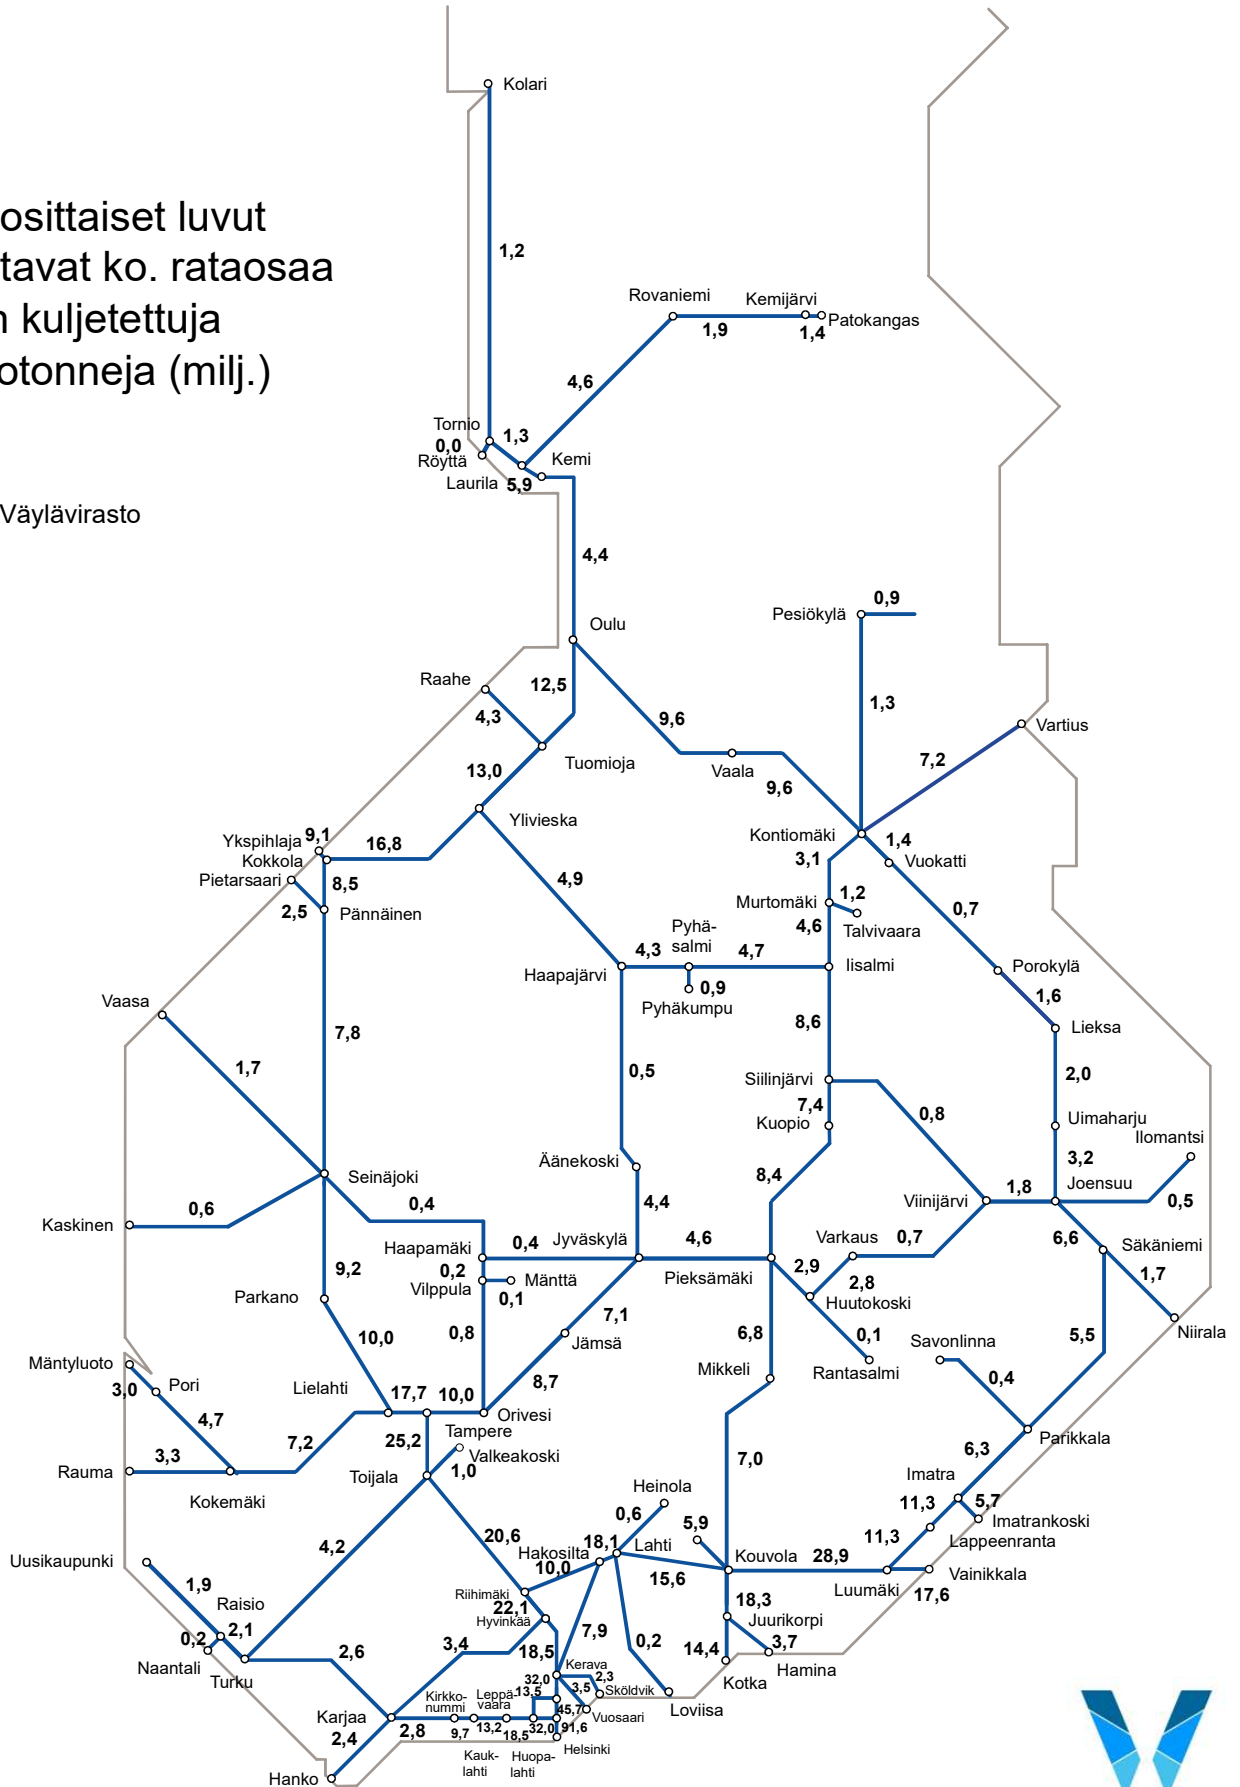 Kolari
osittaiset luvut
tavat ko. rataosaa
n kuljetettuja
otonneja (milj.)
1,2
Rovaniemi
Kemijärvi
Patokangas
1,9
1,4
4,6
Tornio
1,3
0,0
Röyttä
Kemi
Laurila
5,9
Väylävirasto
4,4
Pesiökylä
0,9
Oulu
Raahe
12,5
4,3
9,6
1,3
Vartius
Tuomioja
13,0
Vaala
7,2
9,6
Ylivieska
Kontiomäki
Ykspihlaja
9,1
16,8
Kokkola
3,1
1,4
Vuokatti
Pietarsaari
8,5
4,9
2,5
Pännäinen
Murtomäki
1,2
0,7
4,6
Talvivaara
Pyhä-
salmi
4,3
4,7
Haapajärvi
Iisalmi
Porokylä
0,9
Pyhäkumpu
1,6
Vaasa
7,8
8,6
Lieksa
1,7
0,5
Siilinjärvi
2,0
7,4
Kuopio
0,8
Uimaharju
Ilomantsi
Äänekoski
3,2
Seinäjoki
8,4
Joensuu
0,4
4,4
Viinijärvi
1,8
0,5
Kaskinen
0,6
Haapamäki
0,4
Jyväskylä
4,6
Varkaus
0,7
6,6
Säkäniemi
9,2
0,2
Vilppula
Mänttä
0,1
Pieksämäki
2,9
2,8
Huutokoski
1,7
Parkano
7,1
10,0
0,8
Jämsä
6,8
0,1
5,5
Niirala
Mäntyluoto
Savonlinna
Rantasalmi
3,0
Pori
Lielahti
17,7
10,0
8,7
Mikkeli
0,4
4,7
Orivesi
7,2
25,2
Tampere
Parikkala
3,3
Valkeakoski
7,0
6,3
Rauma
Toijala
1,0
Imatra
Kokemäki
Heinola
11,3
5,7
Imatrankoski
0,6
5,9
Lappeenranta
4,2
20,6
18,1
Lahti
11,3
Uusikaupunki
Hakosilta
Kouvola
28,9
10,0
15,6
Luumäki
Vainikkala
1,9
Riihimäki
17,6
Raisio
22,1
18,3
2,1
Hyvinkää
Juurikorpi
0,2
7,9
2,6
3,4
18,5
0,2
14,4
3,7
Naantali
Turku
Kerava
Hamina
32,0
2,3
Kotka
13,5
3,5
Sköldvik
Kirkko-
nummi
Leppä-
vaara
Loviisa
Karjaa
45,7
Vuosaari
2,8
9,7
13,2
18,5
32,0
91,6
2,4
Helsinki
Kauk-
lahti
Huopa-
lahti
Hanko